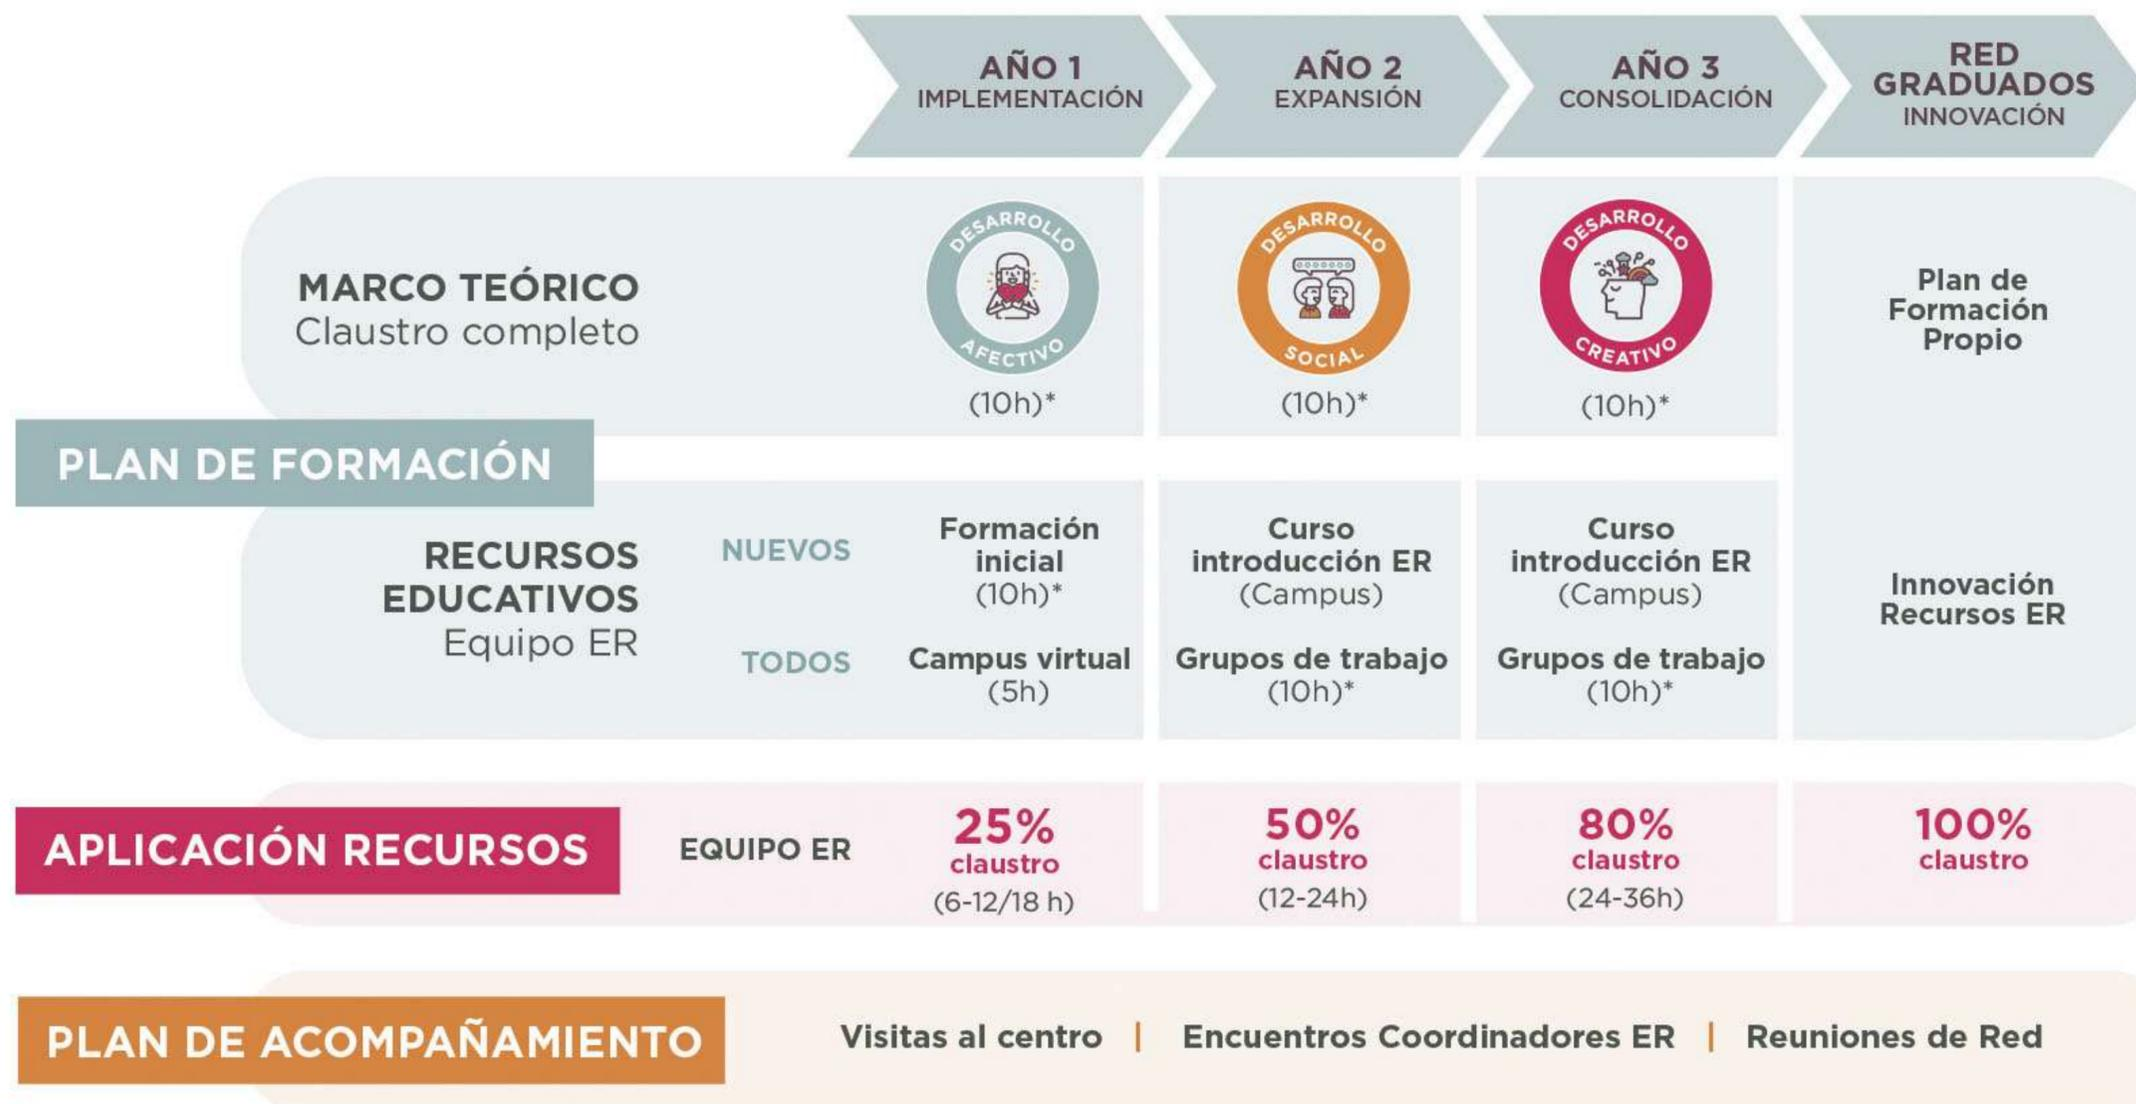 AÑO 1
IMPLEMENTACIÓN
AÑO 2
EXPANSIÓN
AÑO 3
CONSOLIDACIÓN
RED
GRADUADOS
INNOVACIÓN
MARCO TEÓRICO
Claustro completo
DESARROLLO
AFECTIVO
(10h)*
DESARROLLO
SOCIAL
(10h)*
DESARROLLO
CREATIVO
(10h)*
Plan de
Formación
Propio
PLAN DE FORMACIÓN
RECURSOS
EDUCATIVOS
Equipo ER
NUEVOS
Formación
inicial
(10h)*
Curso
introducción ER
(Campus)
Curso
introducción ER
(Campus)
TODOS
Campus virtual
(5h)
Grupos de trabajo
(10h)*
Grupos de trabajo
(10h)*
Innovación
Recursos ER
APLICACIÓN RECURSOS
EQUIPO ER
25%
claustro
(6-12/18 h)
50%
claustro
(12-24h)
80%
claustro
(24-36h)
100%
claustro
PLAN DE ACOMPAÑAMIENTO
Visitas al centro | Encuentros Coordinadores ER | Reuniones de Red